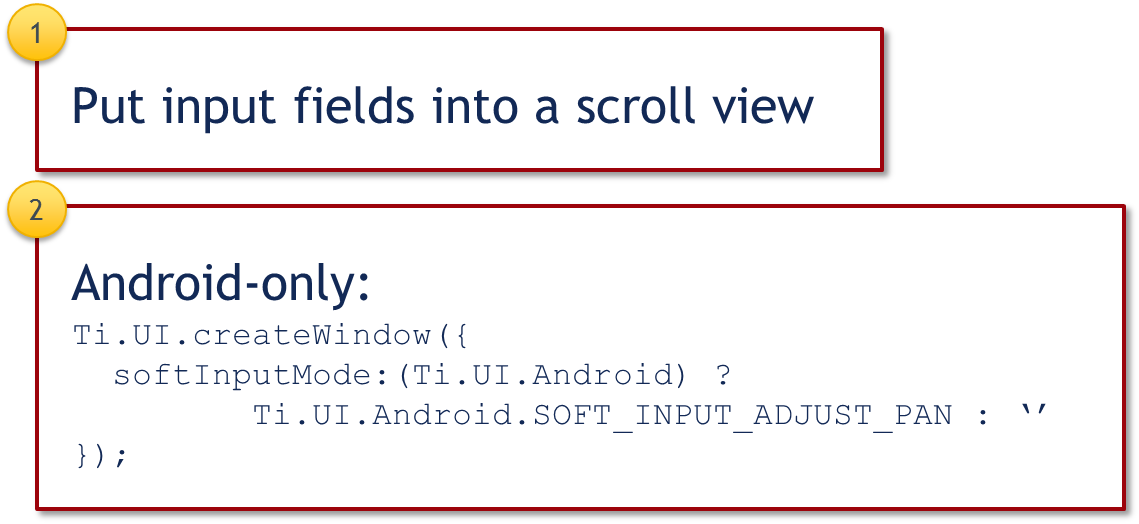 1
Put input fields into a scroll view
2
Android-only:
Ti.UI.createWindow({
  softInputMode:(Ti.UI.Android) ?
         Ti.UI.Android.SOFT_INPUT_ADJUST_PAN : ‘’
});